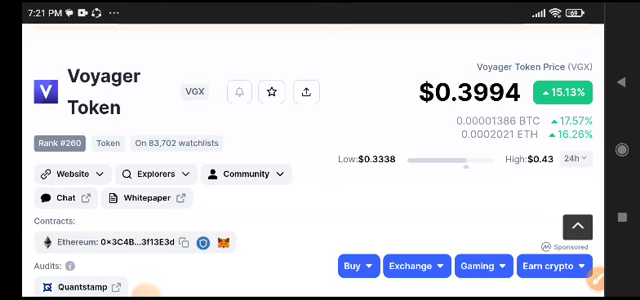 7:21 PM ...
69
Voyager Token
VGX
Voyager Token Price (VGX)
$0.3994
15.13%
0.00001386 BTC 17.57%
0.0002021 ETH 16.26%
Rank #260
Token
On 83,702 watchlists
Low:$0.3338
High:$0.43
24h
Website
Explorers
Community
Chat
Whitepaper
Contracts:
Ethereum: 0x3C4B...3f13E3d
Sponsored
Audits:
Quantstamp
Buy
Exchange
Gaming
Earn crypto